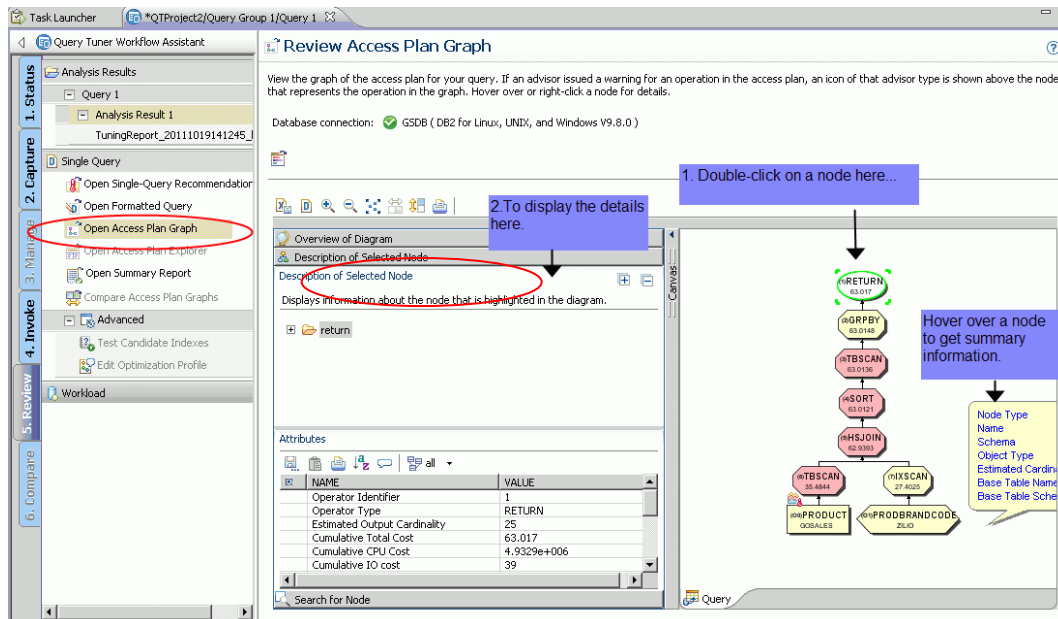 Task Launcher
*QTProject2/Query Group 1/Query 1
Query Tuner Workflow Assistant
1. Status
2. Capture
3. Manage
4. Invoke
5. Review
6. Compare
Analysis Results
Query 1
Analysis Result 1
TuningReport_20111019141245_
Single Query
Open Single-Query Recommendation
Open Formatted Query
Open Access Plan Graph
Open Access Plan Explorer
Open Summary Report
Compare Access Plan Graphs
Advanced
Test Candidate Indexes
Edit Optimization Profile
Workload
Review Access Plan Graph
View the graph of the access plan for your query. If an advisor issued a warning for an operation in the access plan, an icon of that advisor type is shown above the node
that represents the operation in the graph. Hover over or right-click a node for details.
Database connection: GSDB ( DB2 for Linux, UNIX, and Windows V9.8.0 )
1. Double-click on a node here...
2.To display the details
here.
Overview of Diagram
Description of Selected Node
Description of Selected Node
Displays information about the node that is highlighted in the diagram.
return
Attributes
all
NAME VALUE
Operator Identifier 1
Operator Type RETURN
Estimated Output Cardinality 25
Cumulative Total Cost 63.017
Cumulative CPU Cost 4.9329e+006
Cumulative IO cost 39
Search for Node
Canvas
(1)RETURN
63.017
(2)GRPBY
63.0148
(3)TBSCAN
63.0136
(4)SORT
63.0121
(5)HSJOIN
62.9393
(6)TBSCAN
35.4844
(7)IXSCAN
27.4025
PRODUCT
GOSALES
PRODBRANDCODE
ZILIO
Hover over a node
to get summary
information.
Node Type
Name
Schema
Object Type
Estimated Cardin
Base Table Name
Base Table Sche
Query